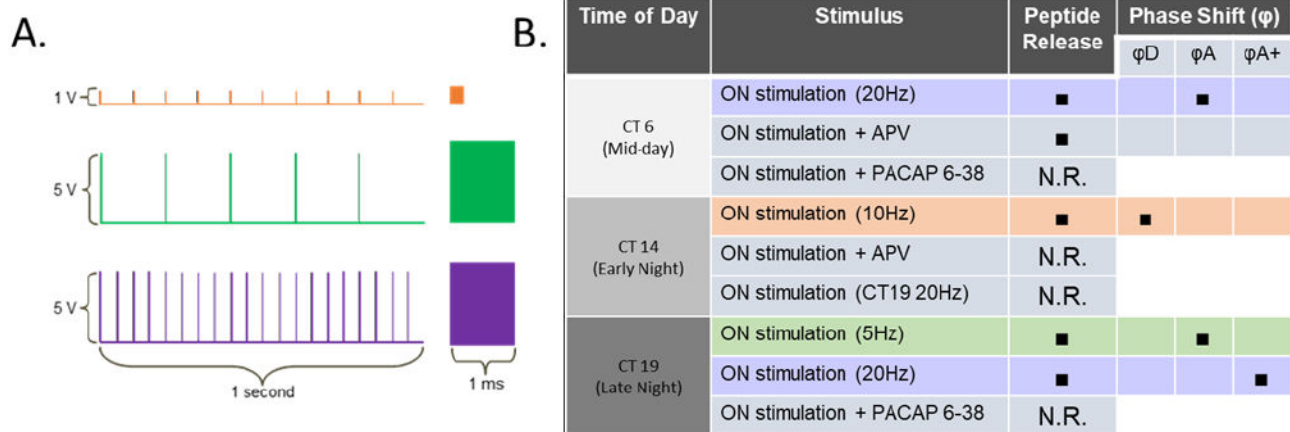 A.
1 V
5 V
5 V
1 second
1 ms
B.
Time of Day Stimulus Peptide Release Phase Shift (φ)
φD φA φA+
CT 6 (Mid-day)
ON stimulation (20Hz) ■ ■
ON stimulation + APV ■
ON stimulation + PACAP 6-38 N.R.
CT 14 (Early Night)
ON stimulation (10Hz) ■ ■
ON stimulation + APV N.R.
ON stimulation (CT19 20Hz) N.R.
CT 19 (Late Night)
ON stimulation (5Hz) ■ ■
ON stimulation (20Hz) ■ ■
ON stimulation + PACAP 6-38 N.R.